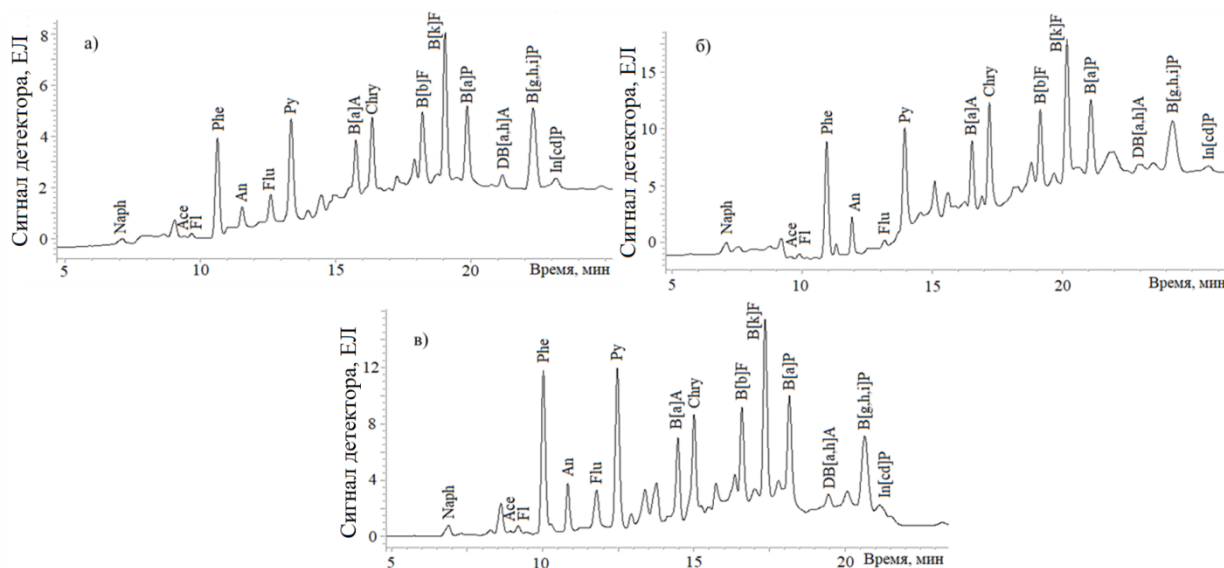 а)
Сигнал детектора, ЕЛ
8
6
4
2
0
Naph
Ace
Fl
Phe
An
Flu
Py
B[a]A
Chry
B[b]F
B[k]F
B[a]P
DB[a,h]A
B[g,h,i]P
In[cd]P
5
10
15
20
Время, мин
б)
Сигнал детектора, ЕЛ
15
10
5
0
Naph
Ace
Fl
Phe
An
Flu
Py
B[a]A
Chry
B[b]F
B[k]F
B[a]P
DB[a,h]A
B[g,h,i]P
In[cd]P
5
10
15
20
Время, мин
в)
Сигнал детектора, ЕЛ
12
8
4
0
Naph
Ace
Fl
Phe
An
Flu
Py
B[a]A
Chry
B[b]F
B[k]F
B[a]P
DB[a,h]A
B[g,h,i]P
In[cd]P
5
10
15
20
Время, мин